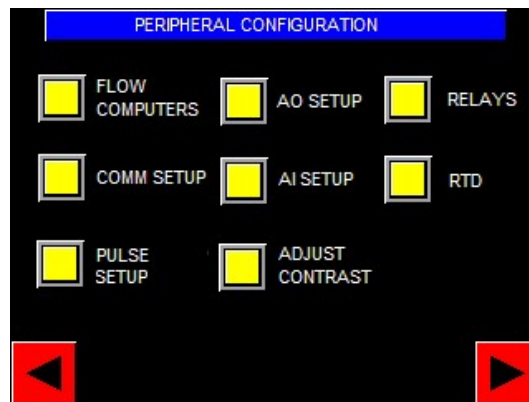 PERIPHERAL CONFIGURATION
FLOW
COMPUTERS
AO SETUP
RELAYS
COMM SETUP
AI SETUP
RTD
PULSE
SETUP
ADJUST
CONTRAST